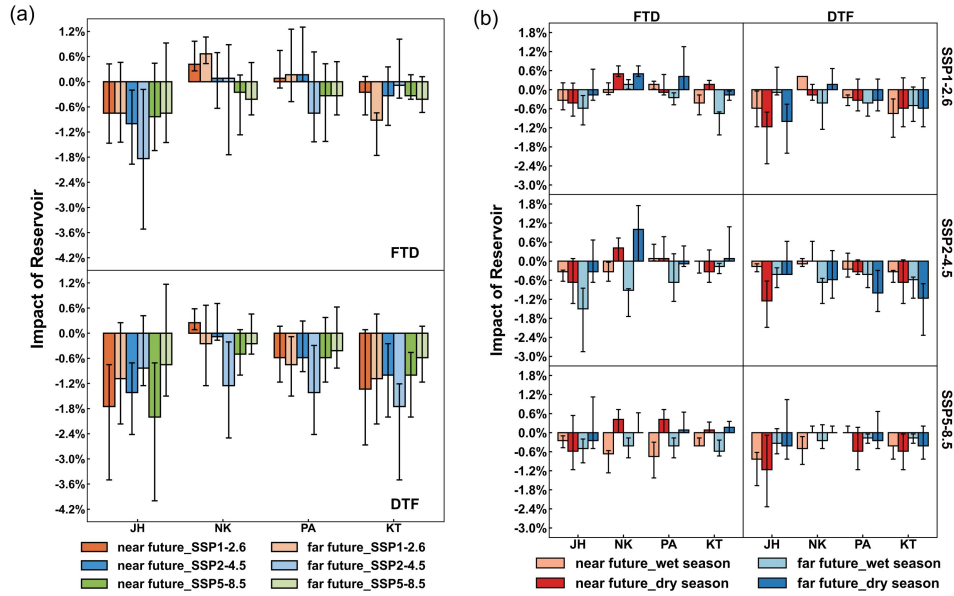 (a)
Impact of Reservoir
1.2%
0.6%
0.0%
-0.6%
-1.2%
-1.8%
-2.4%
-3.0%
-3.6%
-4.2%
FTD
1.2%
0.6%
0.0%
-0.6%
-1.2%
-1.8%
-2.4%
-3.0%
-3.6%
-4.2%
DTF
JH NK PA KT
near future_SSP1-2.6 far future_SSP1-2.6
near future_SSP2-4.5 far future_SSP2-4.5
near future_SSP5-8.5 far future_SSP5-8.5
(b)
FTD DTF
Impact of Reservoir
1.8%
1.2%
0.6%
0.0%
-0.6%
-1.2%
-1.8%
-2.4%
-3.0%
SSP1-2.6
1.8%
1.2%
0.6%
0.0%
-0.6%
-1.2%
-1.8%
-2.4%
-3.0%
SSP2-4.5
1.8%
1.2%
0.6%
0.0%
-0.6%
-1.2%
-1.8%
-2.4%
-3.0%
SSP5-8.5
JH NK PA KT JH NK PA KT
near future_wet season far future_wet season
near future_dry season far future_dry season